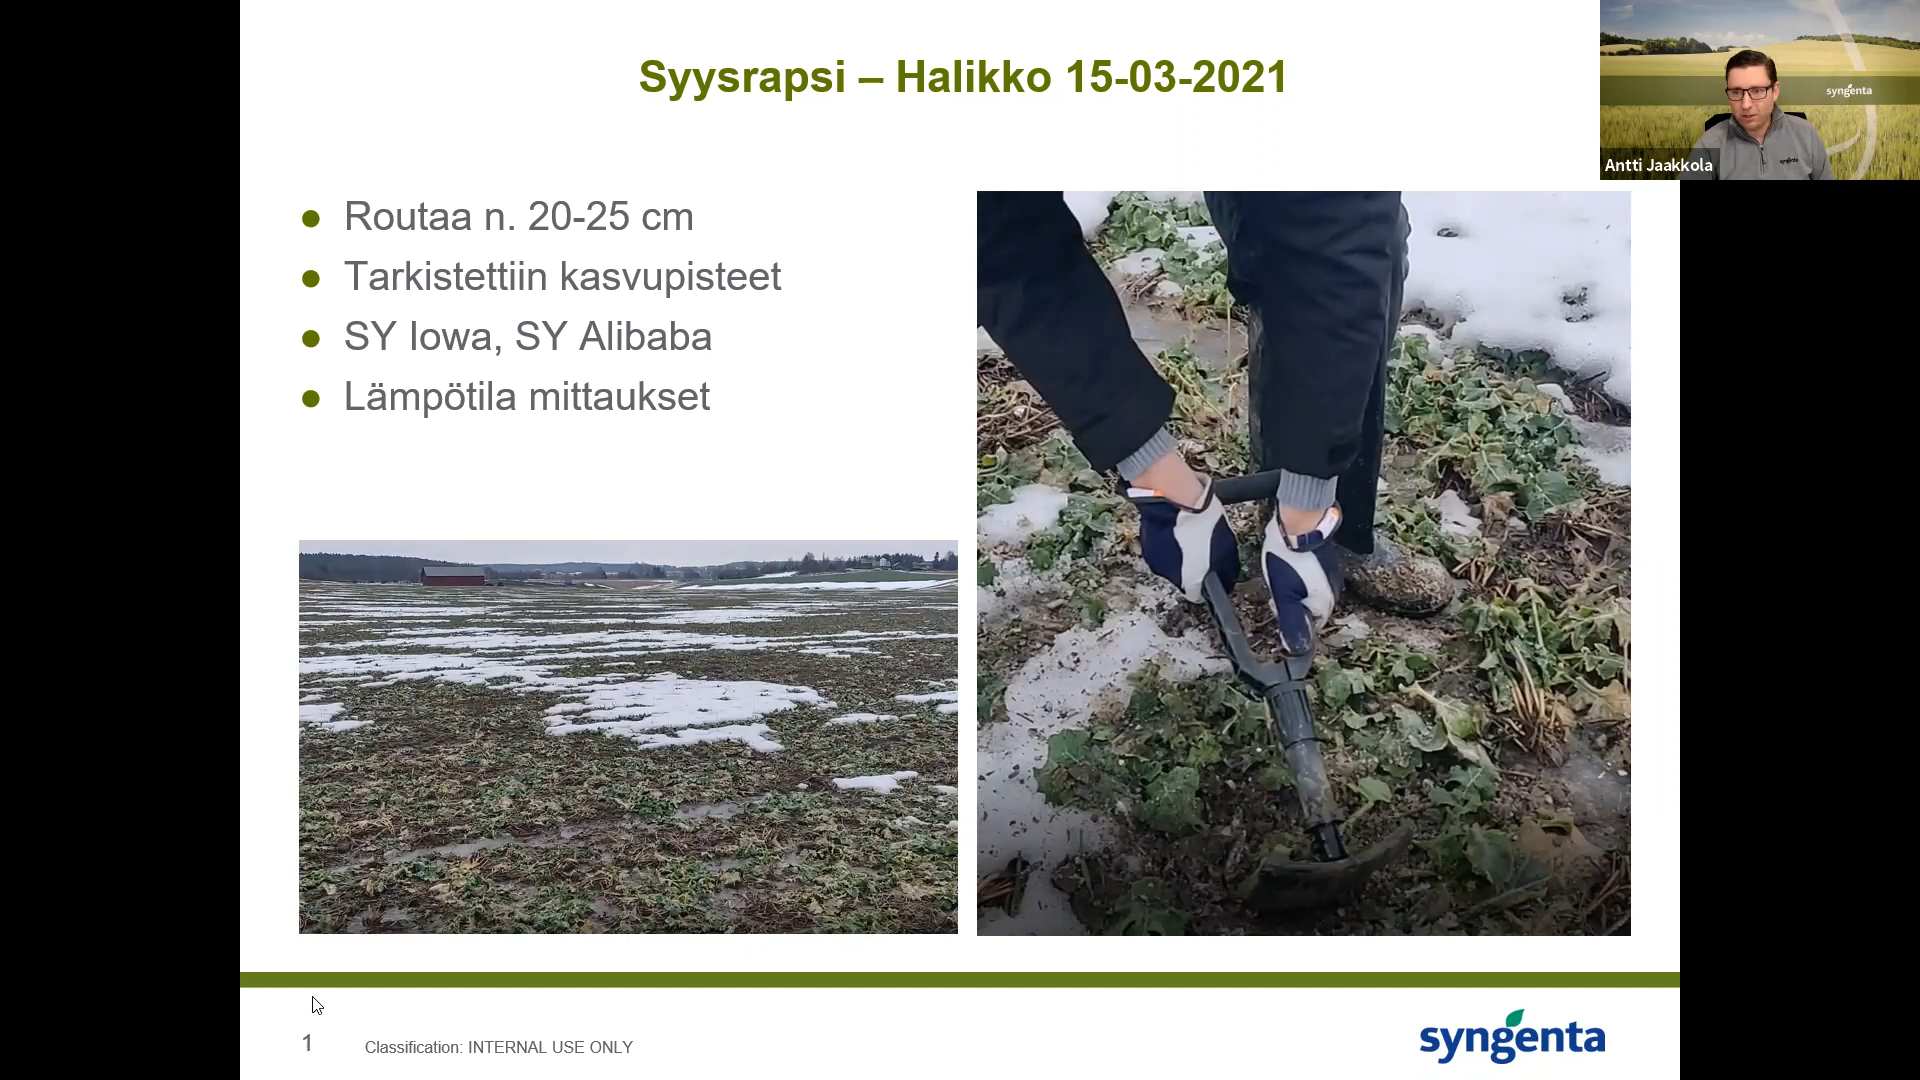 Syysrapsi – Halikko 15-03-2021
syngenta
Antti Jaakkola
Routaa n. 20-25 cm
Tarkistettiin kasvupisteet
SY Iowa, SY Alibaba
Lämpötila mittaukset
1
Classification: INTERNAL USE ONLY
syngenta